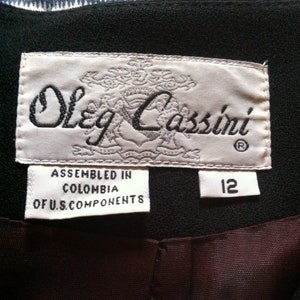 Oleg Cassini ®
ASSEMBLED IN
COLOMBIA
OF U.S. COMPONENTS
12